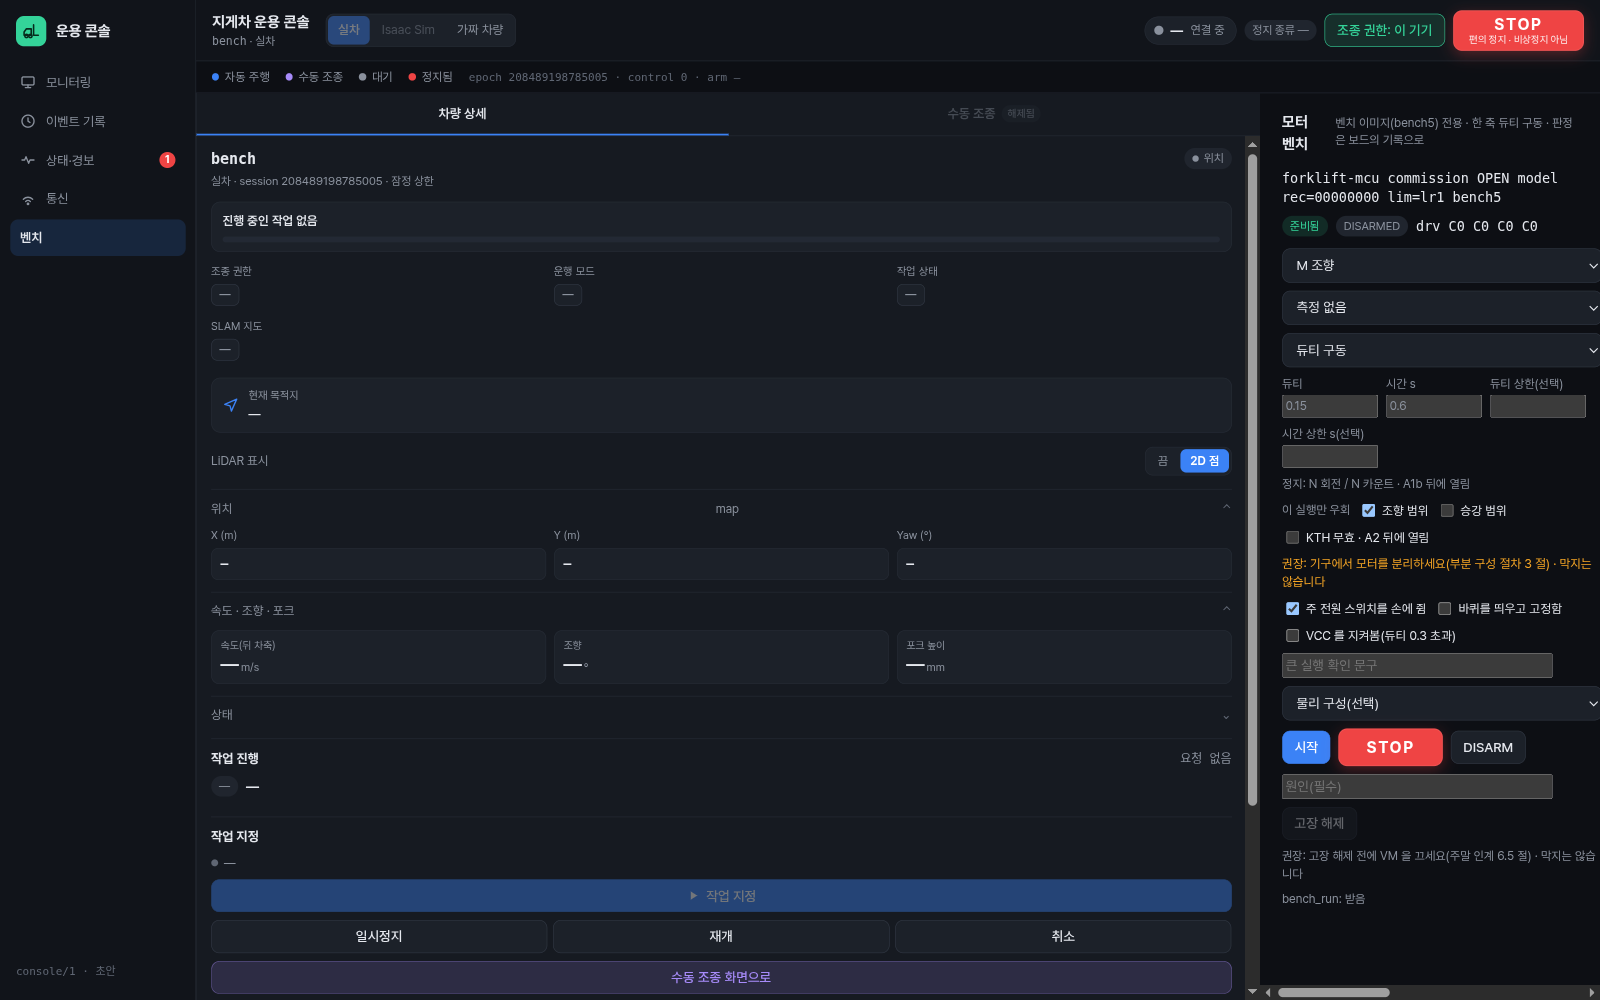 운용 콘솔
모니터링
이벤트 기록
상태·경보 1
통신
벤치
console/1 · 초안
지게차 운용 콘솔
bench · 실차
실차 Isaac Sim 가짜 차량
— 연결 중
정지 종류 —
조종 권한: 이 기기
STOP
편의 정지 · 비상정지 아님
자동 주행 수동 조종 대기 정지됨 epoch 208489198785005 · control 0 · arm —
차량 상세
수동 조종 해제됨
bench
위치
실차 · session 208489198785005 · 잠정 상한
진행 중인 작업 없음
조종 권한 운행 모드 작업 상태
— — —
SLAM 지도
—
현재 목적지
—
LiDAR 표시 끔 2D 점
위치 map
X (m) Y (m) Yaw (°)
— — —
속도 · 조향 · 포크
속도(뒤 차축) 조향 포크 높이
— m/s — ° — mm
상태
작업 진행 요청 없음
— —
작업 지정
—
작업 지정
일시정지 재개 취소
수동 조종 화면으로
모터 벤치
벤치 이미지(bench5) 전용 · 한 축 듀티 구동 · 판정
은 보드의 기록으로
forklift-mcu commission OPEN model
rec=00000000 lim=lr1 bench5
준비됨 DISARMED drv C0 C0 C0 C0
M 조향
측정 없음
듀티 구동
듀티 시간 s 듀티 상한(선택)
0.15 0.6
시간 상한 s(선택)
정지: N 회전 / N 카운트 · A1b 뒤에 열림
이 실행만 우회 조향 범위 승강 범위
KTH 무효 · A2 뒤에 열림
권장: 기구에서 모터를 분리하세요(부분 구성 절차 3 절) · 막지는
않습니다
주 전원 스위치를 손에 쥠 바퀴를 띄우고 고정함
VCC 를 지켜봄(듀티 0.3 초과)
큰 실행 확인 문구
물리 구성(선택)
시작 STOP DISARM
원인(필수)
고장 해제
권장: 고장 해제 전에 VM 을 끄세요(주말 인계 6.5 절) · 막지는 않습
니다
bench_run: 받음